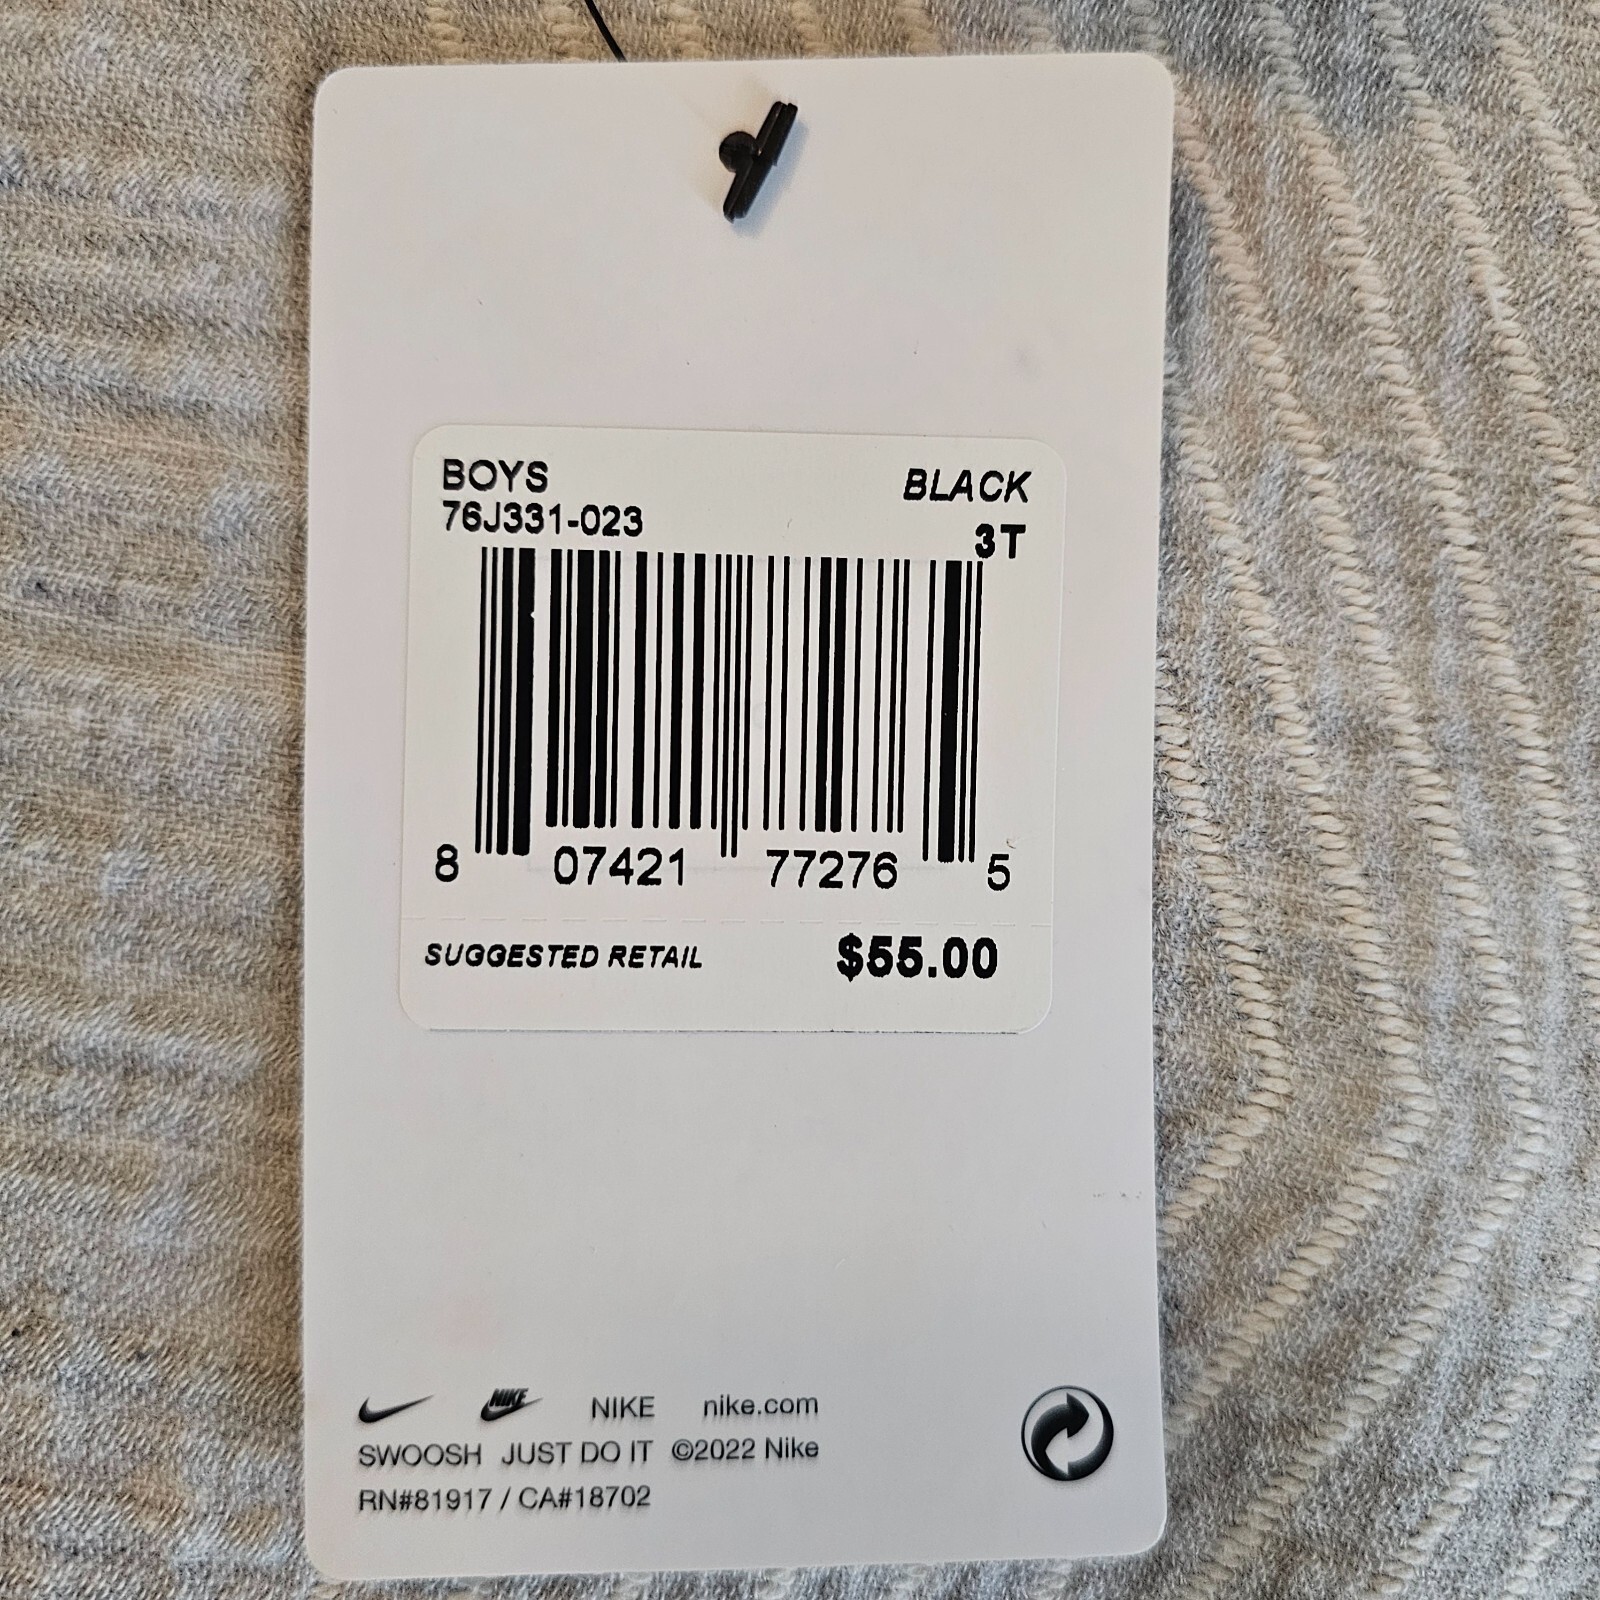 BOYS BLACK
76J331-023 3T
8 07421 77276 5
SUGGESTED RETAIL $55.00
NIKE NIKE nike.com
SWOOSH JUST DO IT ©2022 Nike
RN#81917 / CA#18702